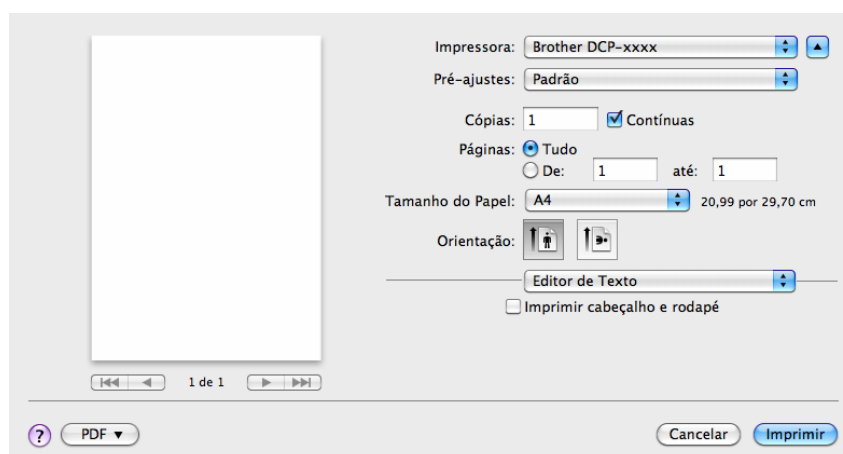 Impressora: Brother DCP-xxxx
Pré-ajustes: Padrão
Cópias: 1 Contínuas
Páginas: Tudo
De: 1 até: 1
Tamanho do Papel: A4 20,99 por 29,70 cm
Orientação:
Editor de Texto
Imprimir cabeçalho e rodapé
1 de 1
? PDF Cancelar Imprimir